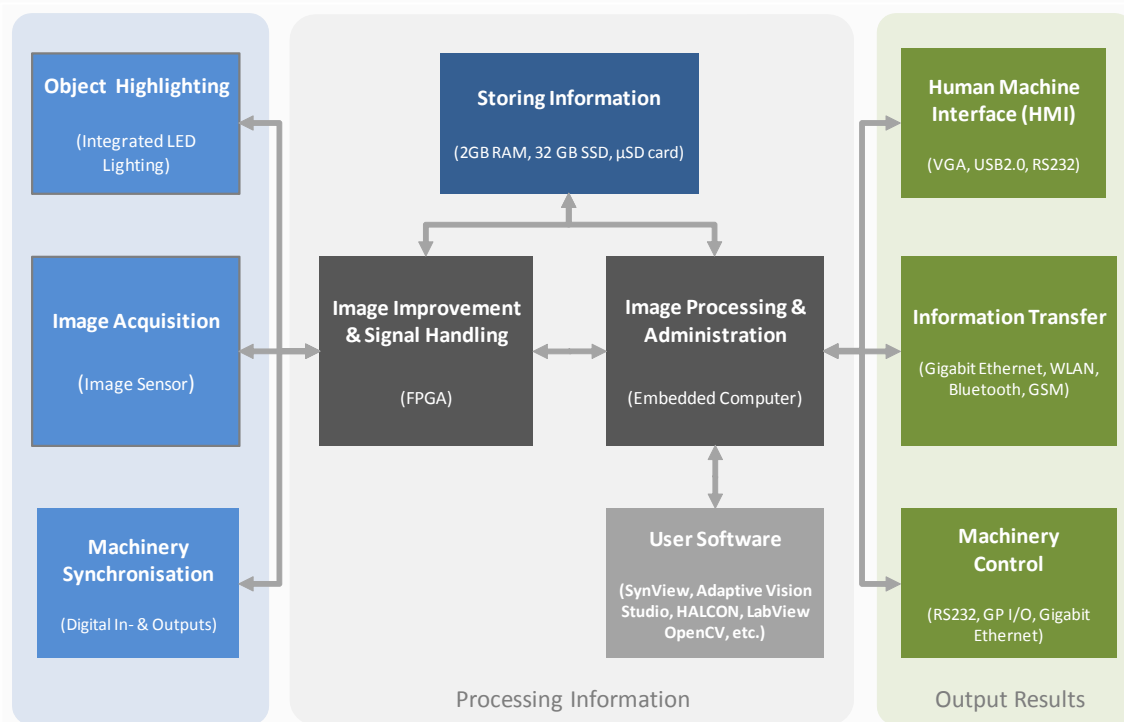 Object Highlighting
(Integrated LED
Lighting)
Image Acquisition
(Image Sensor)
Machinery
Synchronisation
(Digital In- & Outputs)
Storing Information
(2GB RAM, 32 GB SSD, µSD card)
Image Improvement
& Signal Handling
(FPGA)
Image Processing &
Administration
(Embedded Computer)
User Software
(SynView, Adaptive Vision
Studio, HALCON, LabView
OpenCV, etc.)
Processing Information
Human Machine
Interface (HMI)
(VGA, USB2.0, RS232)
Information Transfer
(Gigabit Ethernet, WLAN,
Bluetooth, GSM)
Machinery
Control
(RS232, GP I/O, Gigabit
Ethernet)
Output Results